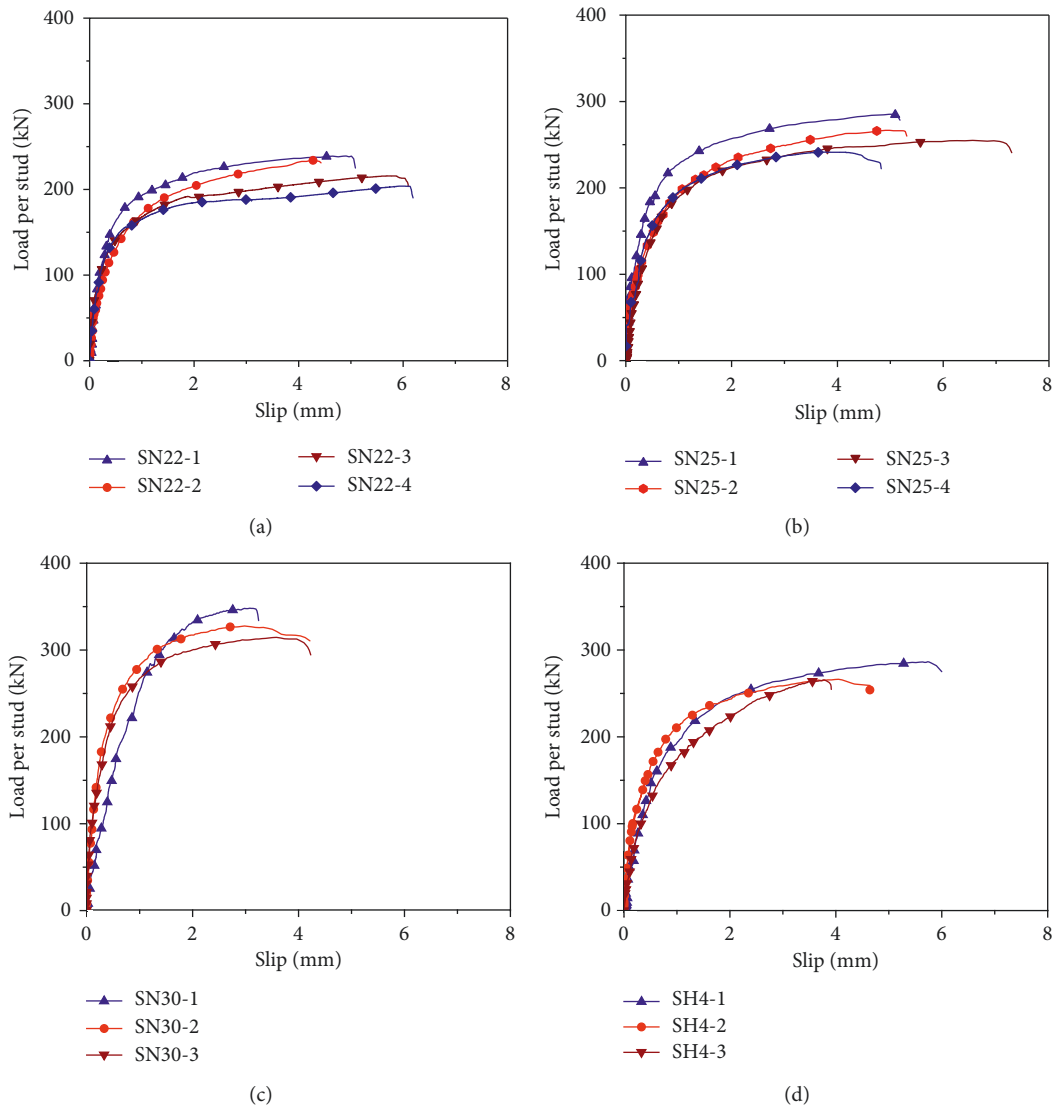 400
300
200
100
0
Load per stud (kN)
0 2 4 6 8
Slip (mm)
SN22-1
SN22-2
SN22-3
SN22-4
(a)
400
300
200
100
0
Load per stud (kN)
0 2 4 6 8
Slip (mm)
SN25-1
SN25-2
SN25-3
SN25-4
(b)
400
300
200
100
0
Load per stud (kN)
0 2 4 6 8
Slip (mm)
SN30-1
SN30-2
SN30-3
(c)
400
300
200
100
0
Load per stud (kN)
0 2 4 6 8
Slip (mm)
SH4-1
SH4-2
SH4-3
(d)